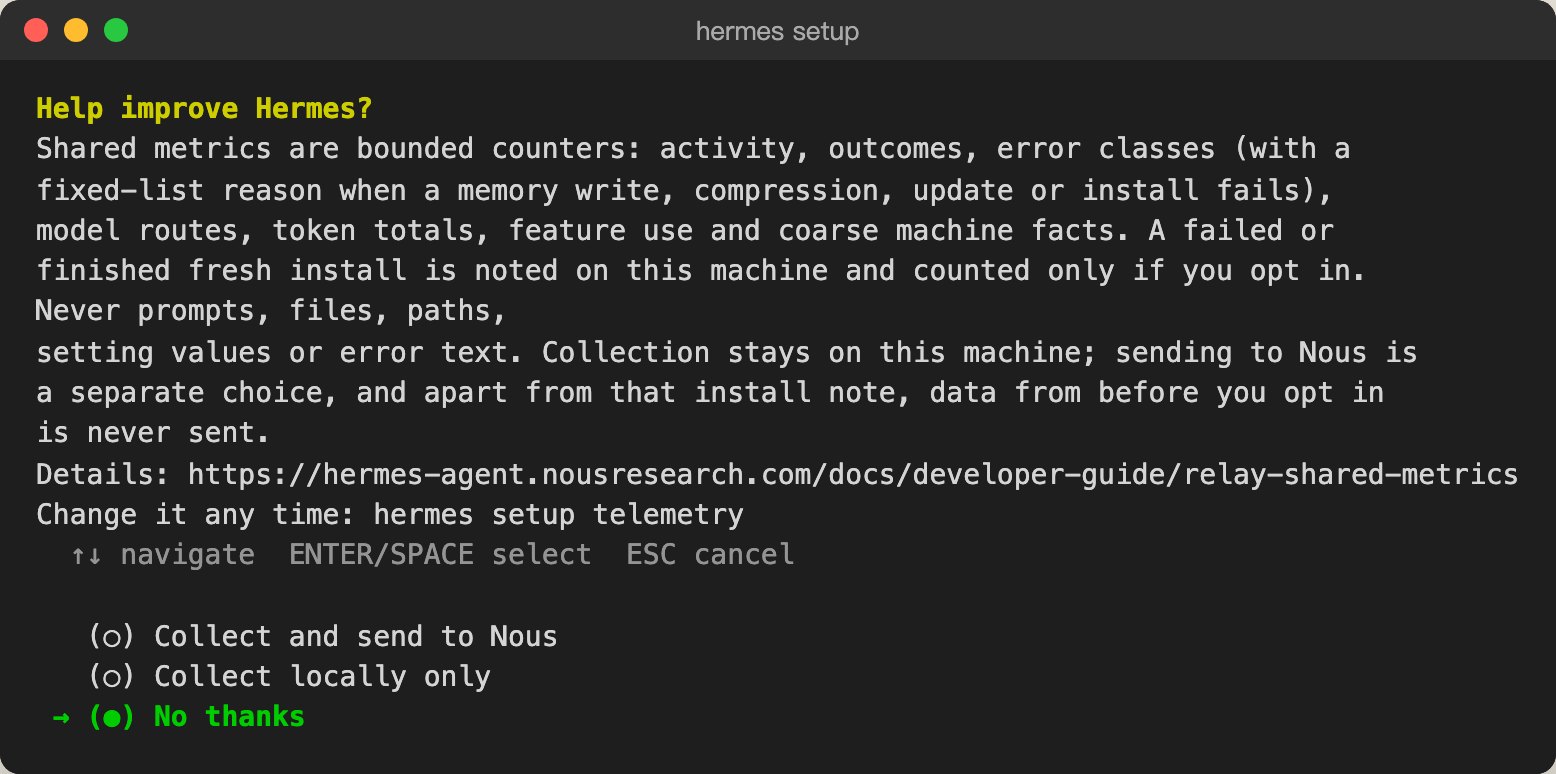 hermes setup
Help improve Hermes?
Shared metrics are bounded counters: activity, outcomes, error classes (with a
fixed-list reason when a memory write, compression, update or install fails),
model routes, token totals, feature use and coarse machine facts. A failed or
finished fresh install is noted on this machine and counted only if you opt in.
Never prompts, files, paths,
setting values or error text. Collection stays on this machine; sending to Nous is
a separate choice, and apart from that install note, data from before you opt in
is never sent.
Details: https://hermes-agent.nousresearch.com/docs/developer-guide/relay-shared-metrics
Change it any time: hermes setup telemetry
↑↓ navigate  ENTER/SPACE select  ESC cancel
(○) Collect and send to Nous
(○) Collect locally only
→ (●) No thanks